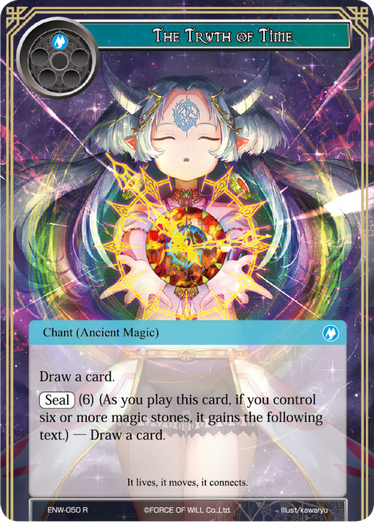 The Truth of Time
Chant (Ancient Magic)
Draw a card.
Seal (6) (As you play this card, if you control
six or more magic stones, it gains the following
text.) — Draw a card.
It lives, it moves, it connects.
ENW-050 R ©FORCE OF WILL Co.,Ltd. Illust/kawaryu